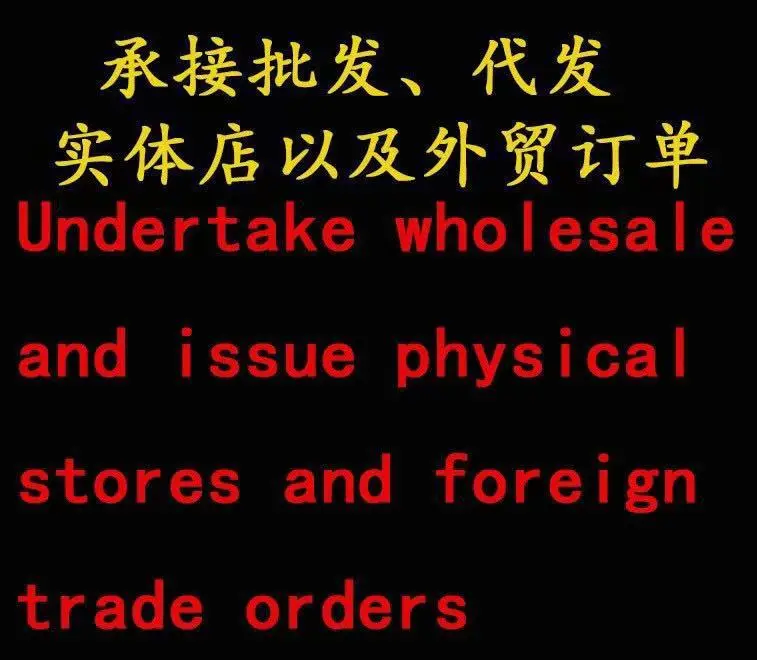 承接批发、代发
实体店以及外贸订单
Undertake wholesale
and issue physical
stores and foreign
trade orders